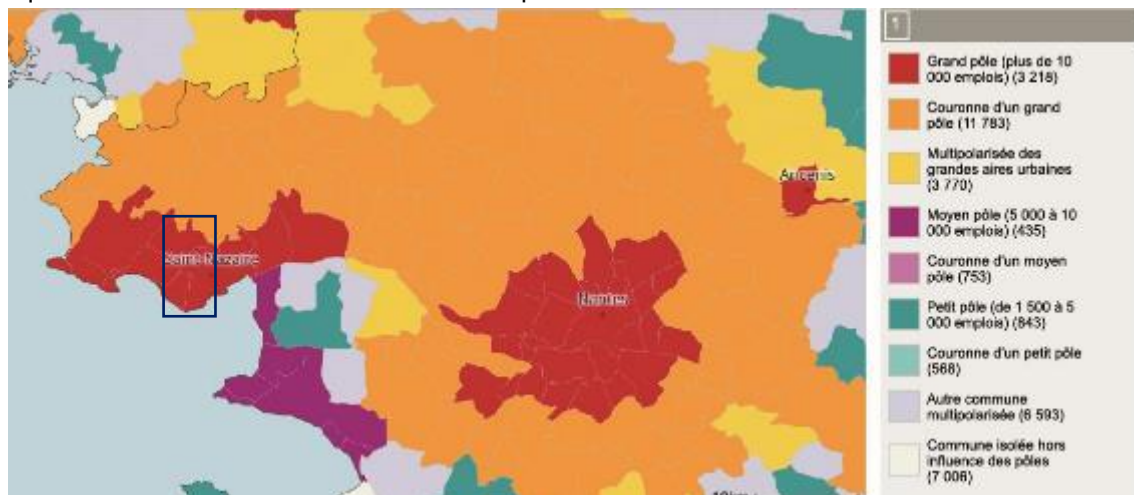 1
Grand pôle (plus de 10
000 emplois) (3 218)
Couronne d'un grand
pôle (11 783)
Multipolarisée des
grandes aires urbaines
(3 770)
Moyen pôle (5 000 à 10
000 emplois) (435)
Couronne d'un moyen
pôle (753)
Petit pôle (de 1 500 à 5
000 emplois) (843)
Couronne d'un petit pôle
(568)
Autre commune
multipolarisée (6 593)
Commune isolée hors
influence des pôles
(7 006)
Ancenis
Saint-Nazaire
Nantes